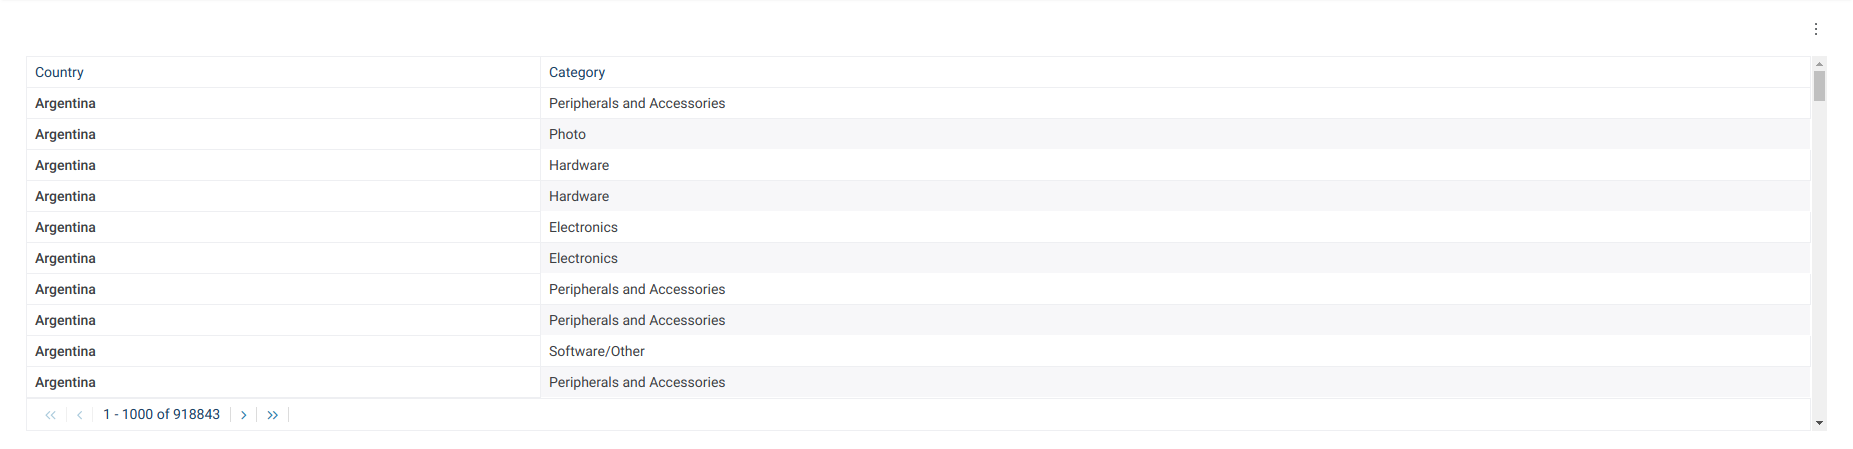 Country Category
Argentina Peripherals and Accessories
Argentina Photo
Argentina Hardware
Argentina Hardware
Argentina Electronics
Argentina Electronics
Argentina Peripherals and Accessories
Argentina Peripherals and Accessories
Argentina Software/Other
Argentina Peripherals and Accessories
1 - 1000 of 918843